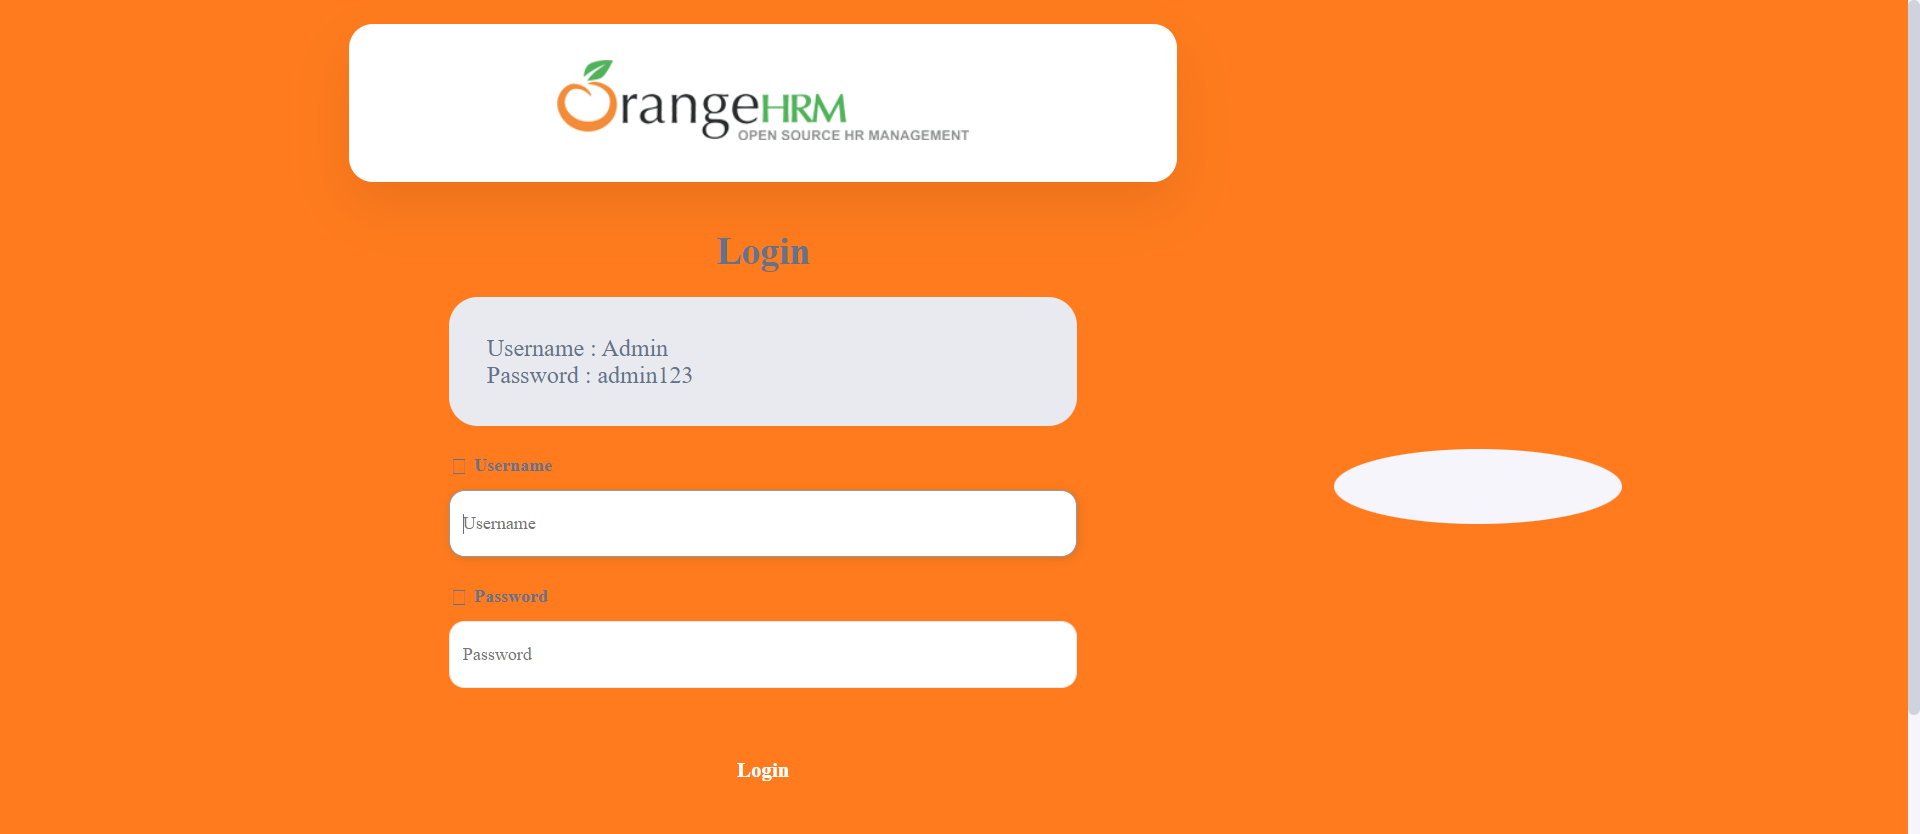 OrangeHRM
OPEN SOURCE HR MANAGEMENT
Login
Username : Admin
Password : admin123
Username
Username
Password
Password
Login